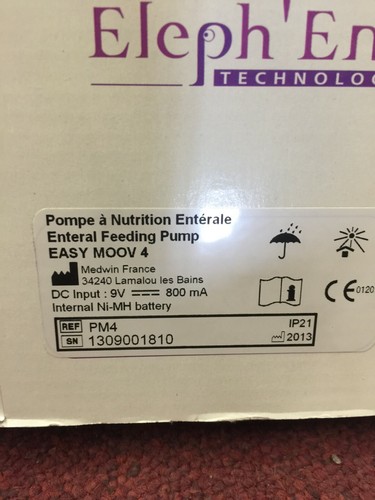 Eleph'En
TECHNOLO
Pompe à Nutrition Entérale
Enteral Feeding Pump
EASY MOOV 4
Medwin France
34240 Lamalou les Bains
DC Input : 9V ⎓ 800 mA
Internal Ni-MH battery
CE 0120
REF PM4 IP21
SN 1309001810 2013